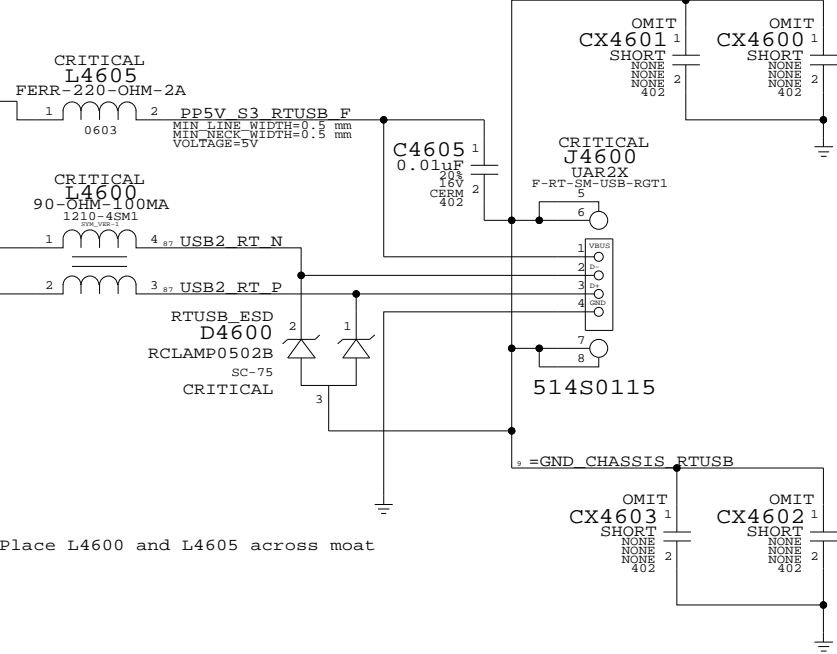 OMIT
CX4601
1
SHORT
NONE
NONE
NONE
402
2
OMIT
CX4600
1
SHORT
NONE
NONE
NONE
402
2
CRITICAL
L4605
FERR-220-OHM-2A
1
2
0603
PP5V_S3_RTUSB_F
MIN_LINE_WIDTH=0.5 mm
MIN_NECK_WIDTH=0.5 mm
VOLTAGE=5V
C4605
1
0.01uF
20%
16V
CERM
402
2
CRITICAL
J4600
UAR2X
F-RT-SM-USB-RGT1
5
6
1
VBUS
2
D-
3
D+
4
GND
7
8
514S0115
CRITICAL
L4600
90-OHM-100MA
1210-4SM1
SYM_VER-1
1
4
87 USB2_RT_N
2
3
87 USB2_RT_P
RTUSB_ESD
D4600
RCLAMP0502B
SC-75
CRITICAL
2
1
3
9 =GND_CHASSIS_RTUSB
OMIT
CX4603
1
SHORT
NONE
NONE
NONE
402
2
OMIT
CX4602
1
SHORT
NONE
NONE
NONE
402
2
Place L4600 and L4605 across moat